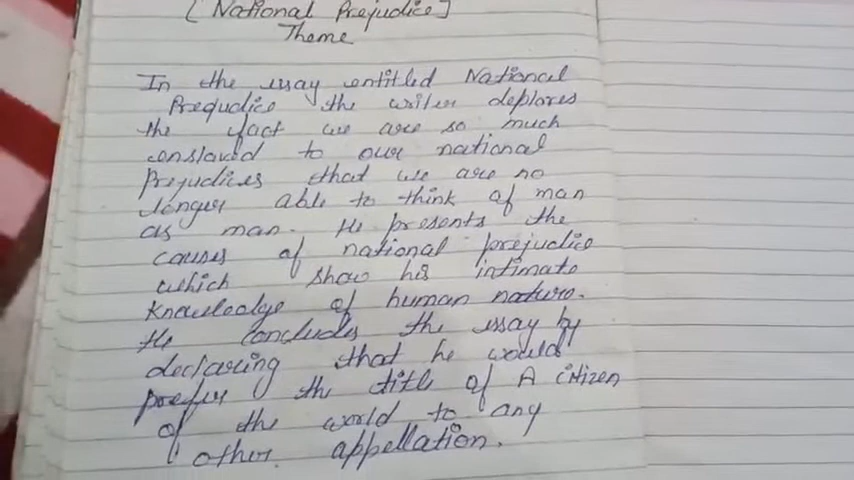 [National Prejudice]
Theme
In the essay entitled National
Prequdice the writer deplores
the fact we are so much
enslaved to our national
Prejudices that we are no
longer able to think of man
as man. He presents the
causes of national prejudice
which show his intimate
knowledge of human nature.
He concludes the essay by
declaring that he would
prefer the title of A citizen
of the world to any
other appellation.